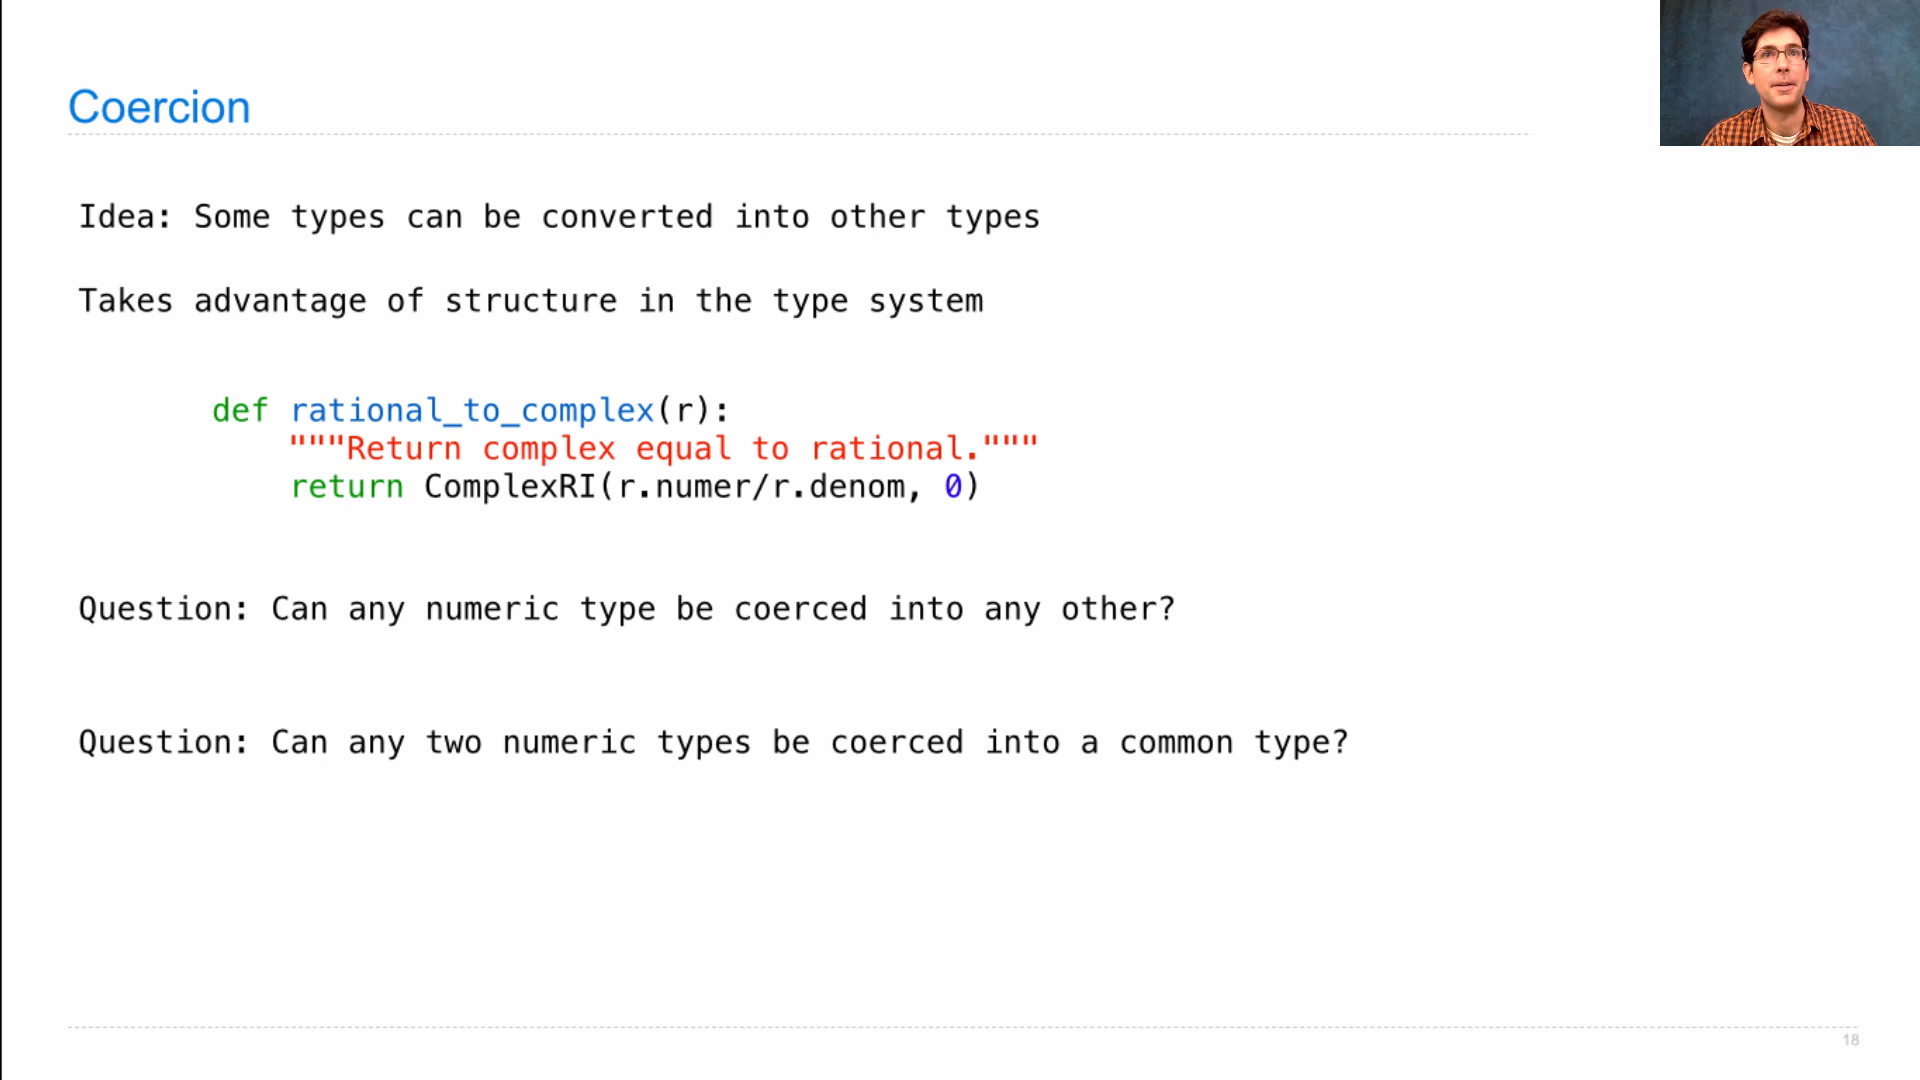 Coercion
Idea: Some types can be converted into other types
Takes advantage of structure in the type system
def rational_to_complex(r):
"""Return complex equal to rational."""
return ComplexRI(r.numer/r.denom, 0)
Question: Can any numeric type be coerced into any other?
Question: Can any two numeric types be coerced into a common type?
18